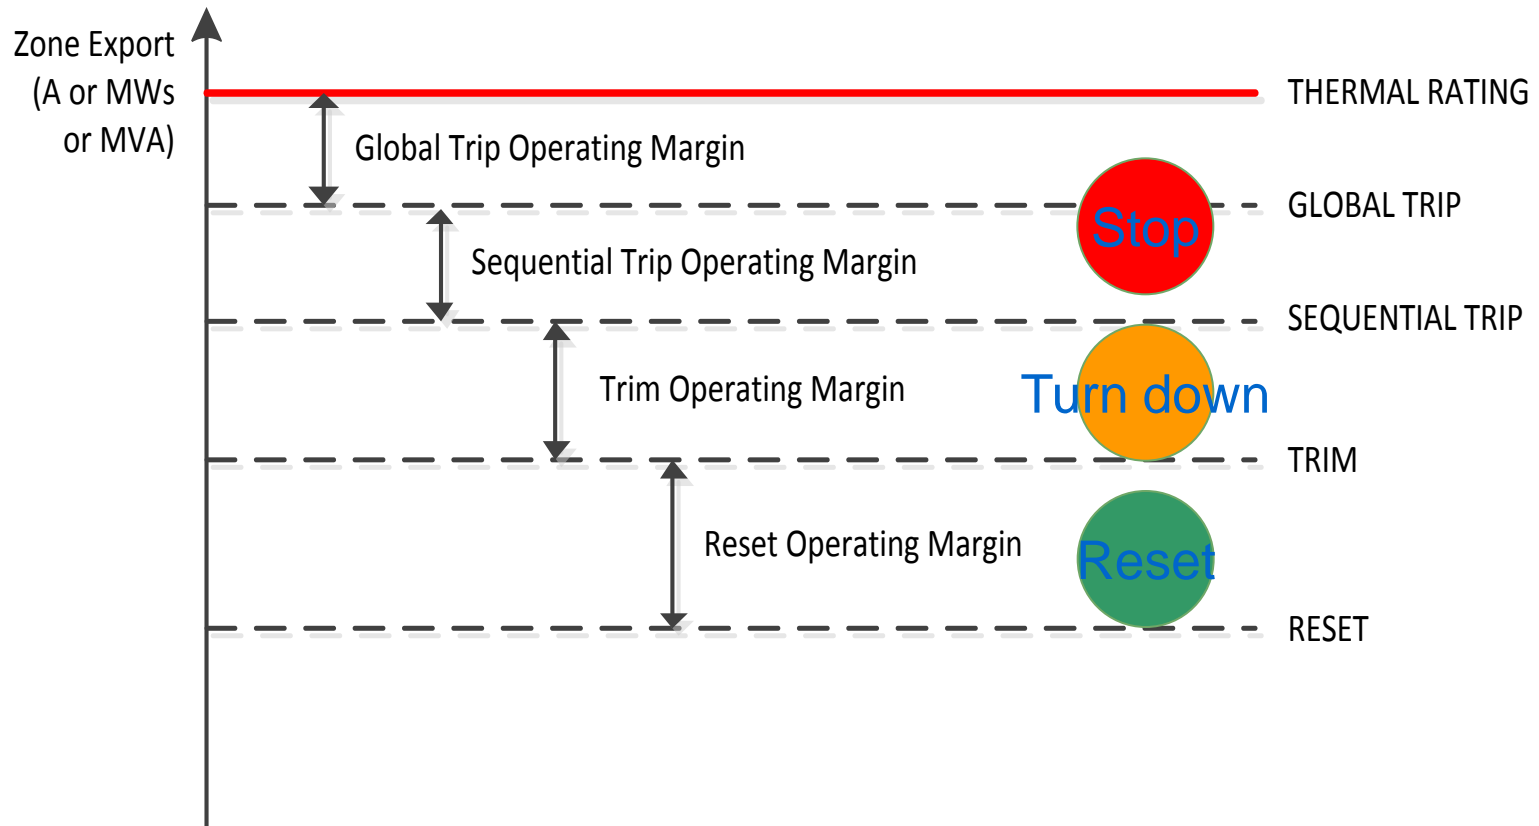 Zone Export
(A or MWs
or MVA)
THERMAL RATING
Global Trip Operating Margin
GLOBAL TRIP
Stop
Sequential Trip Operating Margin
SEQUENTIAL TRIP
Trim Operating Margin
Turn down
TRIM
Reset Operating Margin
Reset
RESET